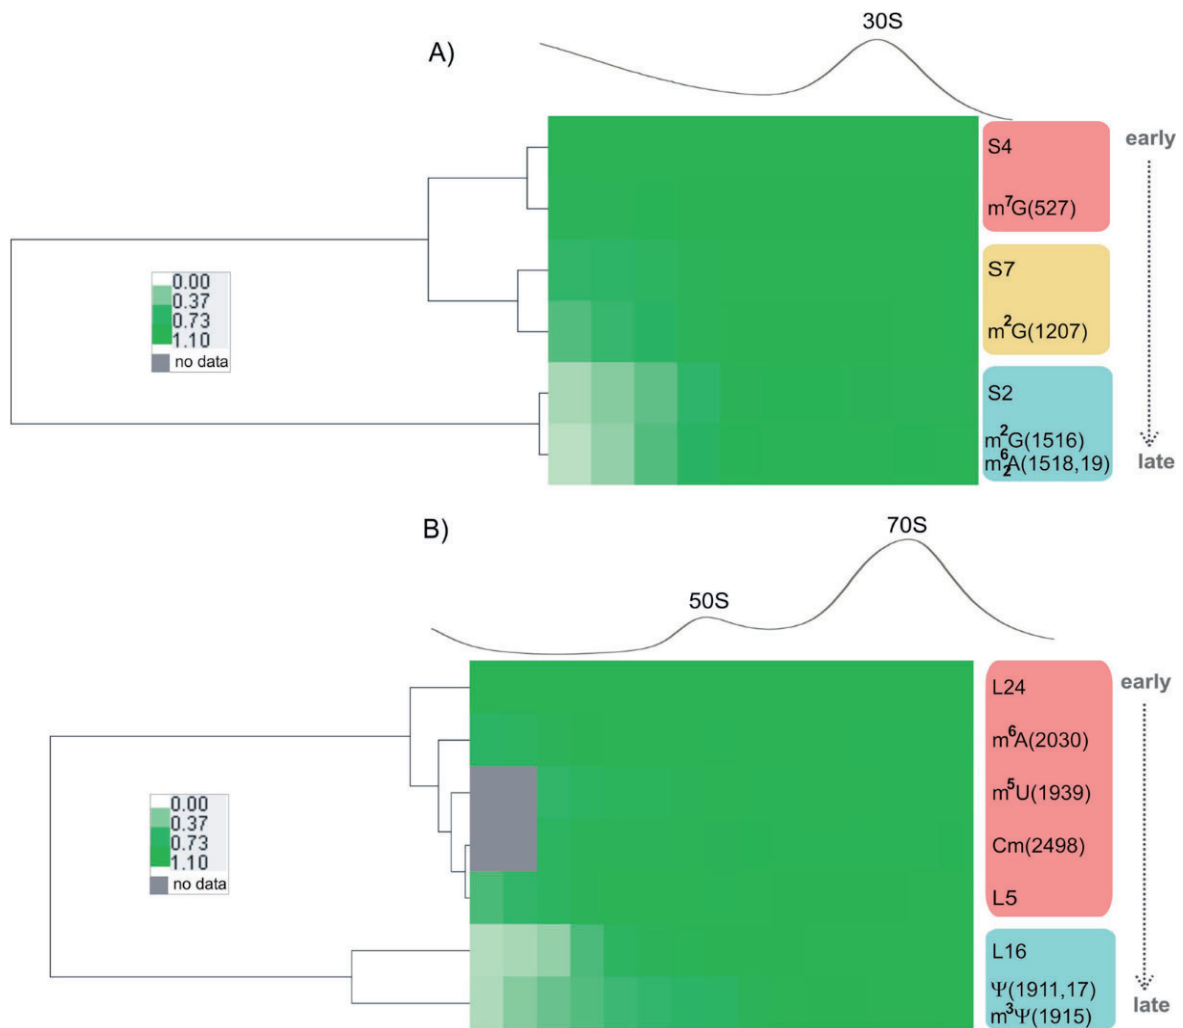 30S
A)
S4
early
m⁷G(527)
0.00
0.37
0.73
1.10
no data
S7
m²G(1207)
S2
m²G(1516)
m⁶₂A(1518,19)
late
B)
70S
50S
L24
early
m⁶A(2030)
m⁵U(1939)
0.00
0.37
0.73
1.10
no data
Cm(2498)
L5
L16
Ψ(1911,17)
m³Ψ(1915)
late